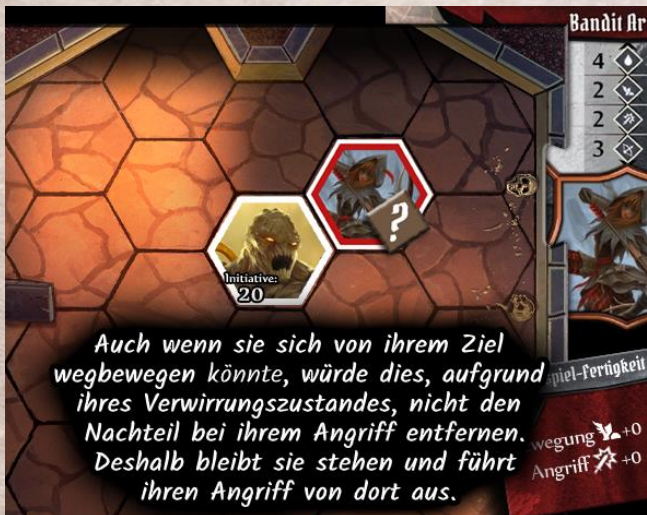 Bandit Ar
4
2
2
3
?
Initiative:
20
Auch wenn sie sich von ihrem Ziel
wegbewegen könnte, würde dies, aufgrund
ihres Verwirrungszustandes, nicht den
Nachteil bei ihrem Angriff entfernen.
Deshalb bleibt sie stehen und führt
ihren Angriff von dort aus.
spiel-Fertigkeit
wegung +0
Angriff +0